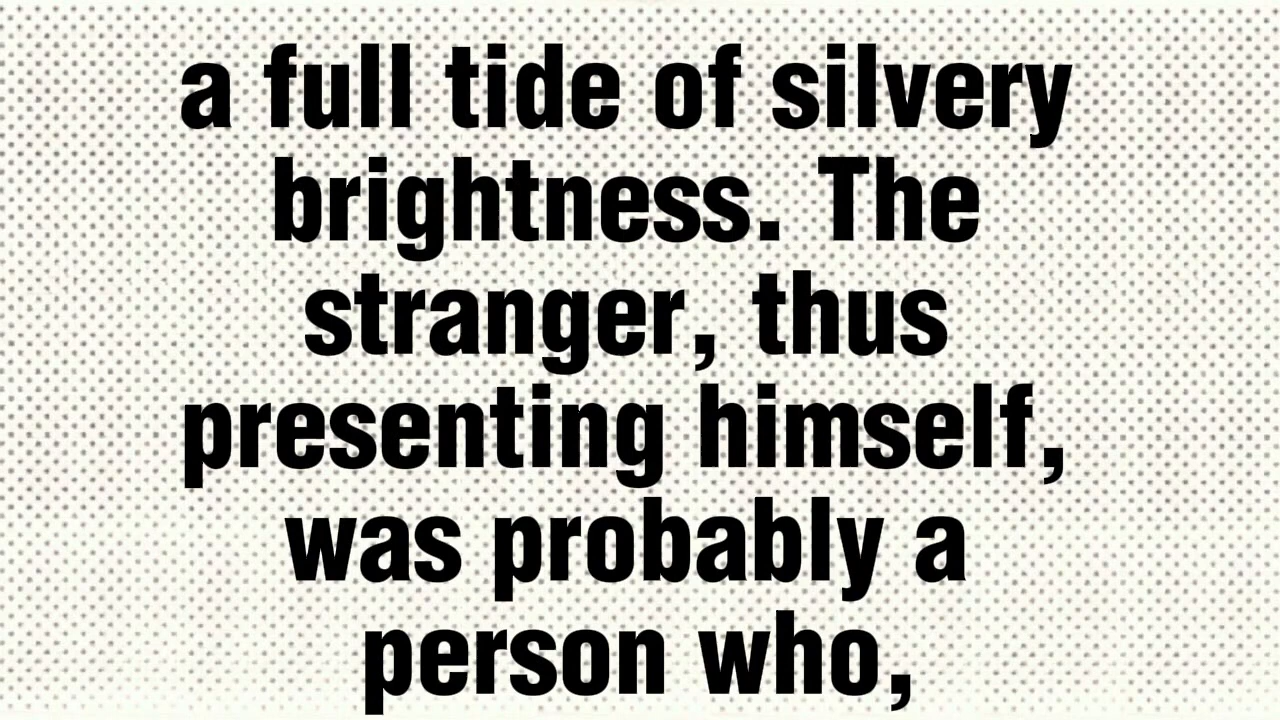 a full tide of silvery
brightness. The
stranger, thus
presenting himself,
was probably a
person who,